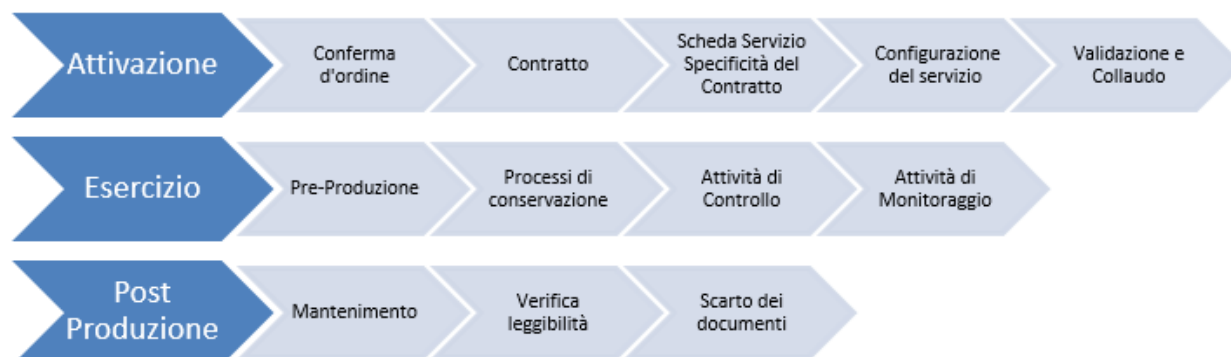 Attivazione
Conferma
d'ordine
Contratto
Scheda Servizio
Specificità del
Contratto
Configurazione
del servizio
Validazione e
Collaudo
Esercizio
Pre-Produzione
Processi di
conservazione
Attività di
Controllo
Attività di
Monitoraggio
Post
Produzione
Mantenimento
Verifica
leggibilità
Scarto dei
documenti